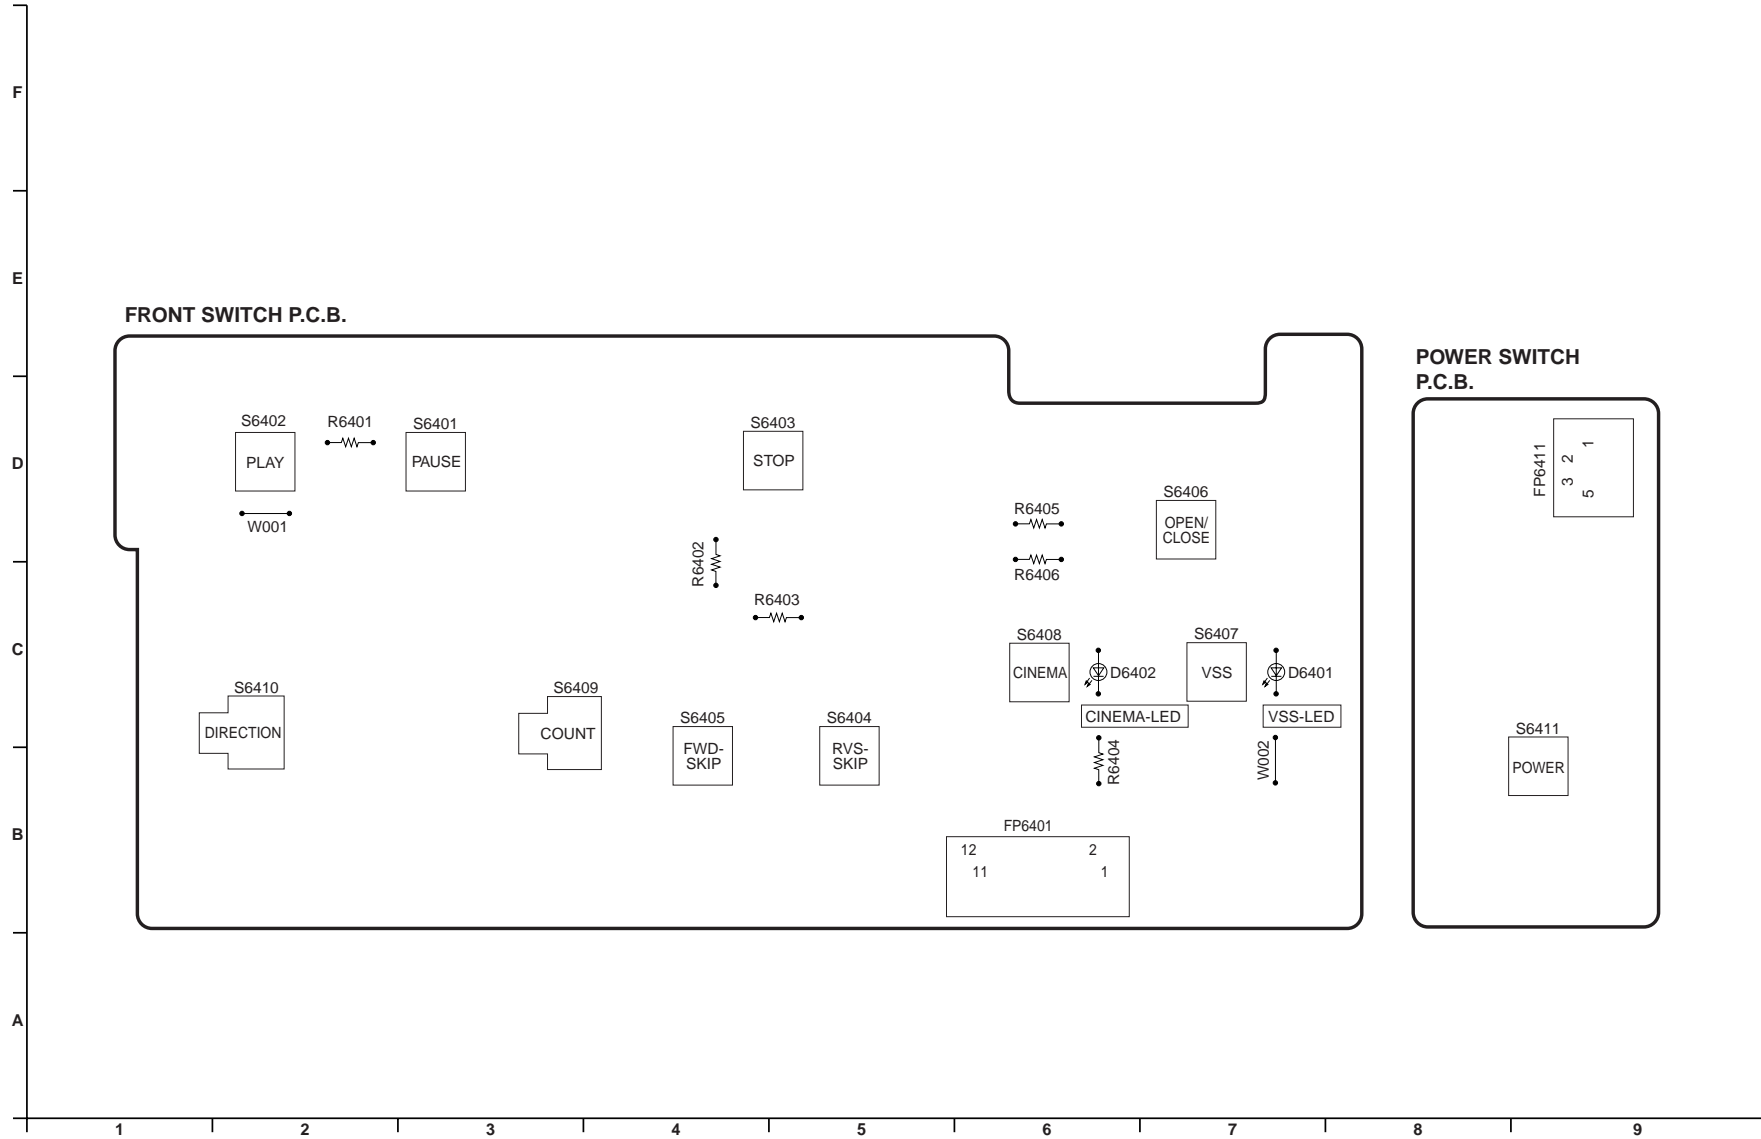 F
E
FRONT SWITCH P.C.B.
POWER SWITCH
P.C.B.
S6402
R6401
S6401
S6403
D
PLAY
PAUSE
STOP
FP6411
1
2
3
5
S6406
W001
R6405
OPEN/
CLOSE
R6402
R6406
R6403
S6408
S6407
C
CINEMA
D6402
VSS
D6401
S6410
S6409
CINEMA-LED
VSS-LED
S6405
S6404
DIRECTION
COUNT
S6411
FWD-
SKIP
RVS-
SKIP
R6404
W002
POWER
FP6401
B
12
2
11
1
A
1
2
3
4
5
6
7
8
9